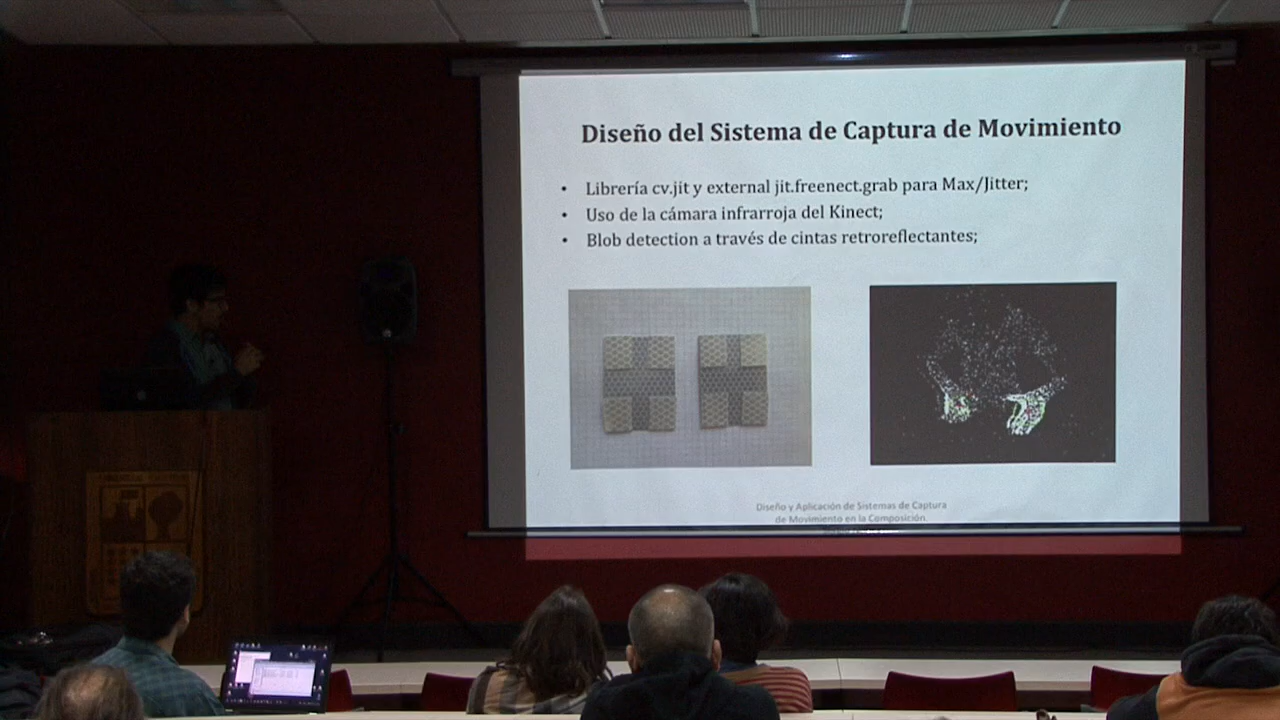 Diseño del Sistema de Captura de Movimiento
• Librería cv.jit y external jit.freenect.grab para Max/Jitter;
• Uso de la cámara infrarroja del Kinect;
• Blob detection a través de cintas retroreflectantes;
Diseño y Aplicación de Sistemas de Captura
de Movimiento en la Composición.